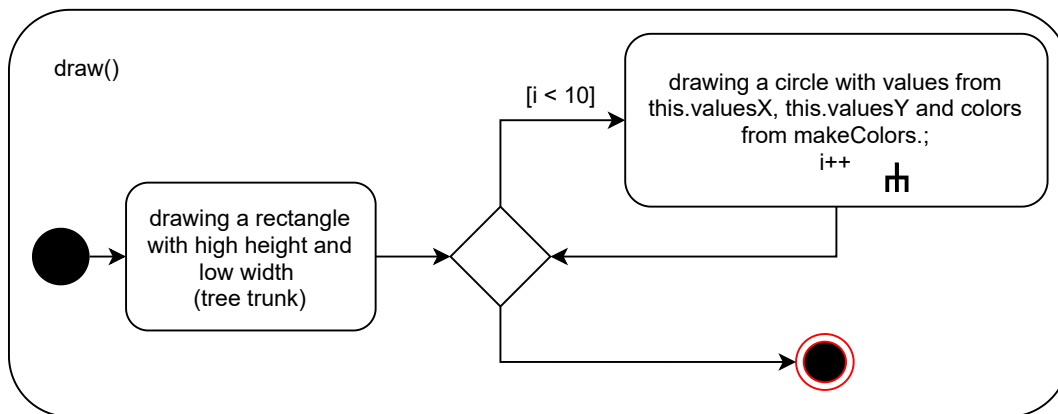 draw()
[i < 10]
drawing a circle with values from
this.valuesX, this.valuesY and colors
from makeColors.;
i++
drawing a rectangle
with high height and
low width
(tree trunk)